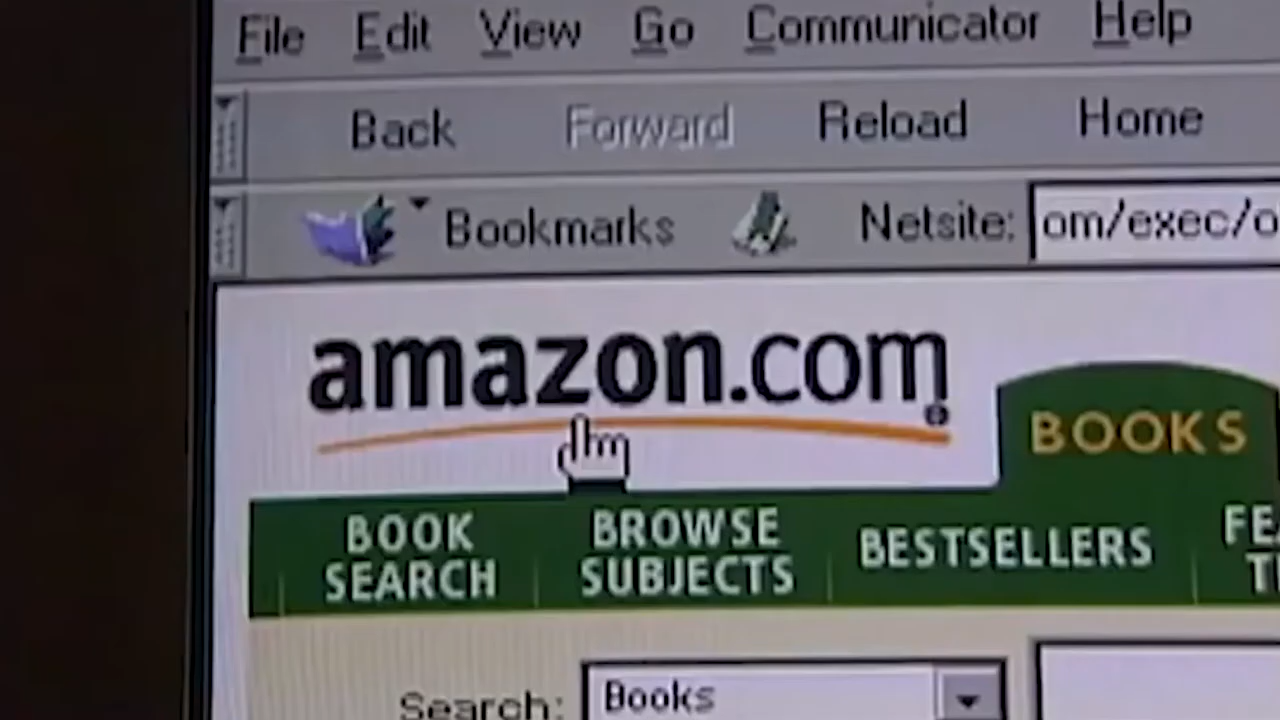 File Edit View Go Communicator Help
Back Forward Reload Home
Bookmarks Netsite: om/exec/o
amazon.com®
BOOKS
BOOK SEARCH
BROWSE SUBJECTS
BESTSELLERS
FE
T
Search: Books